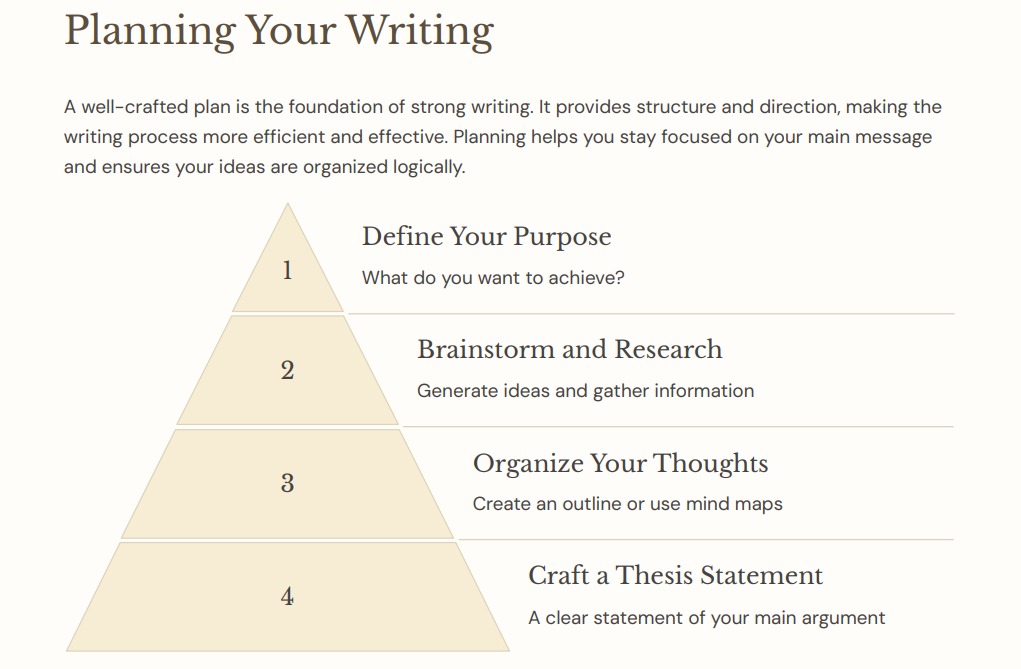 Planning Your Writing
A well-crafted plan is the foundation of strong writing. It provides structure and direction, making the
writing process more efficient and effective. Planning helps you stay focused on your main message
and ensures your ideas are organized logically.
1
Define Your Purpose
What do you want to achieve?
2
Brainstorm and Research
Generate ideas and gather information
3
Organize Your Thoughts
Create an outline or use mind maps
4
Craft a Thesis Statement
A clear statement of your main argument